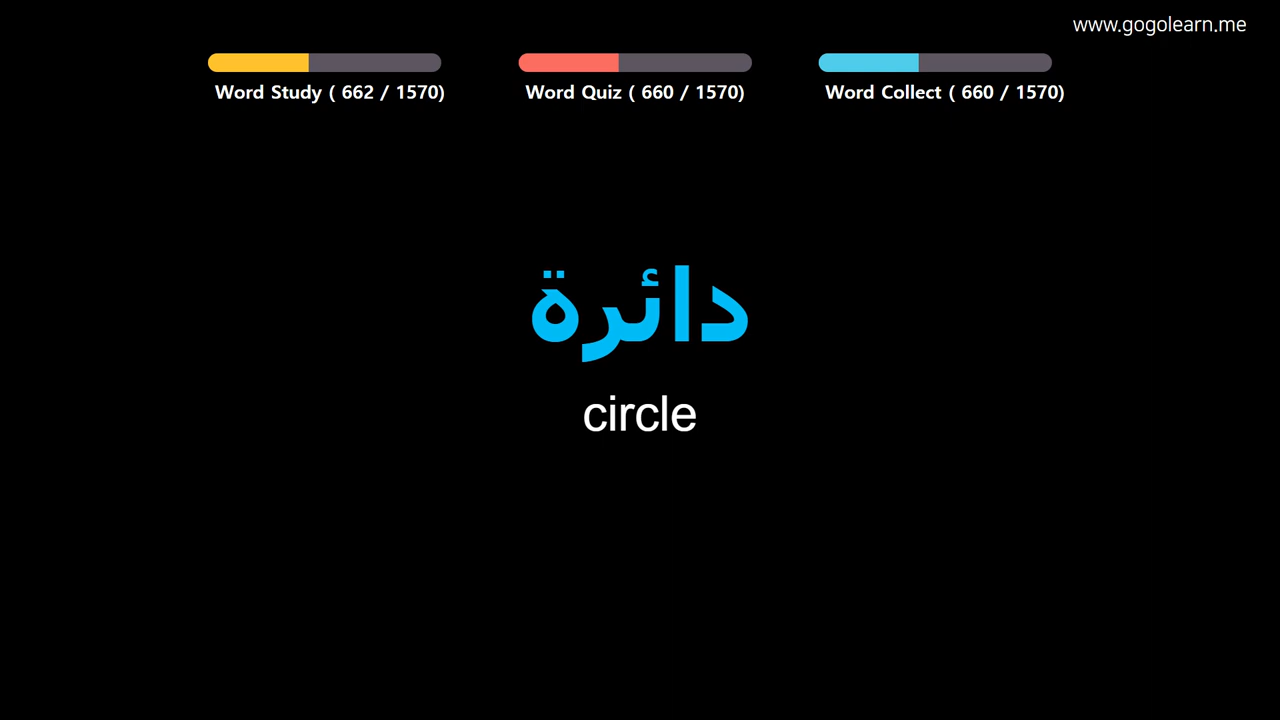 www.gogolearn.me
Word Study ( 662 / 1570)
Word Quiz ( 660 / 1570)
Word Collect ( 660 / 1570)
دائرة
circle